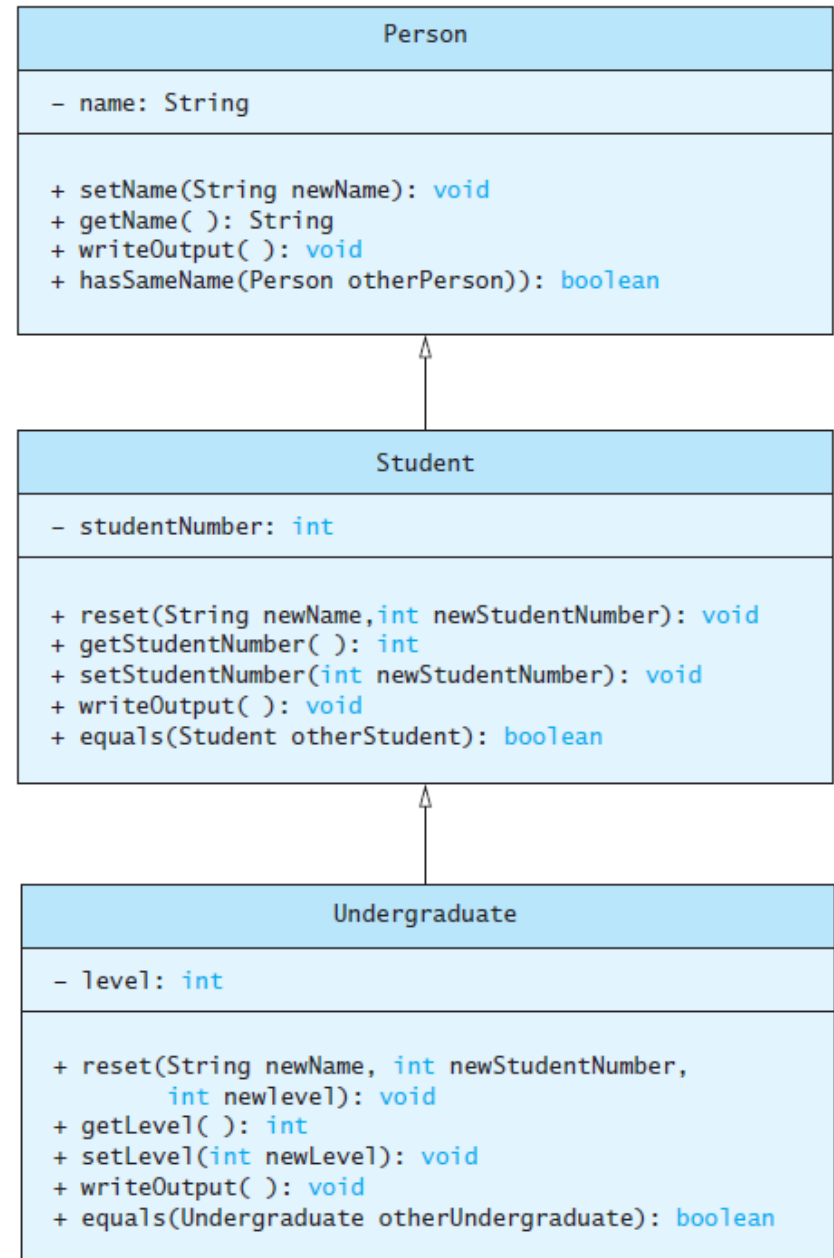 Person
– name: String
+ setName(String newName): void
+ getName( ): String
+ writeOutput( ): void
+ hasSameName(Person otherPerson)): boolean
Student
– studentNumber: int
+ reset(String newName,int newStudentNumber): void
+ getStudentNumber( ): int
+ setStudentNumber(int newStudentNumber): void
+ writeOutput( ): void
+ equals(Student otherStudent): boolean
Undergraduate
– level: int
+ reset(String newName, int newStudentNumber,
int newlevel): void
+ getLevel( ): int
+ setLevel(int newLevel): void
+ writeOutput( ): void
+ equals(Undergraduate otherUndergraduate): boolean